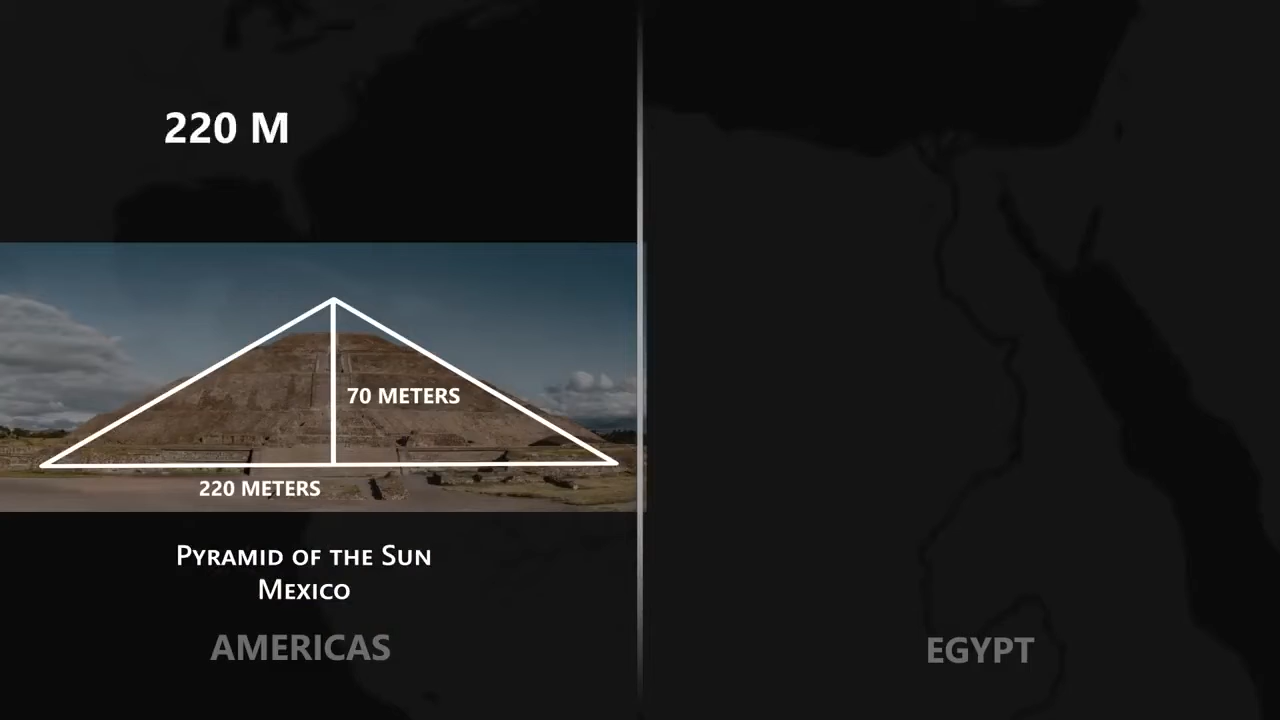 220 M
70 METERS
220 METERS
Pyramid of the Sun
Mexico
AMERICAS
EGYPT